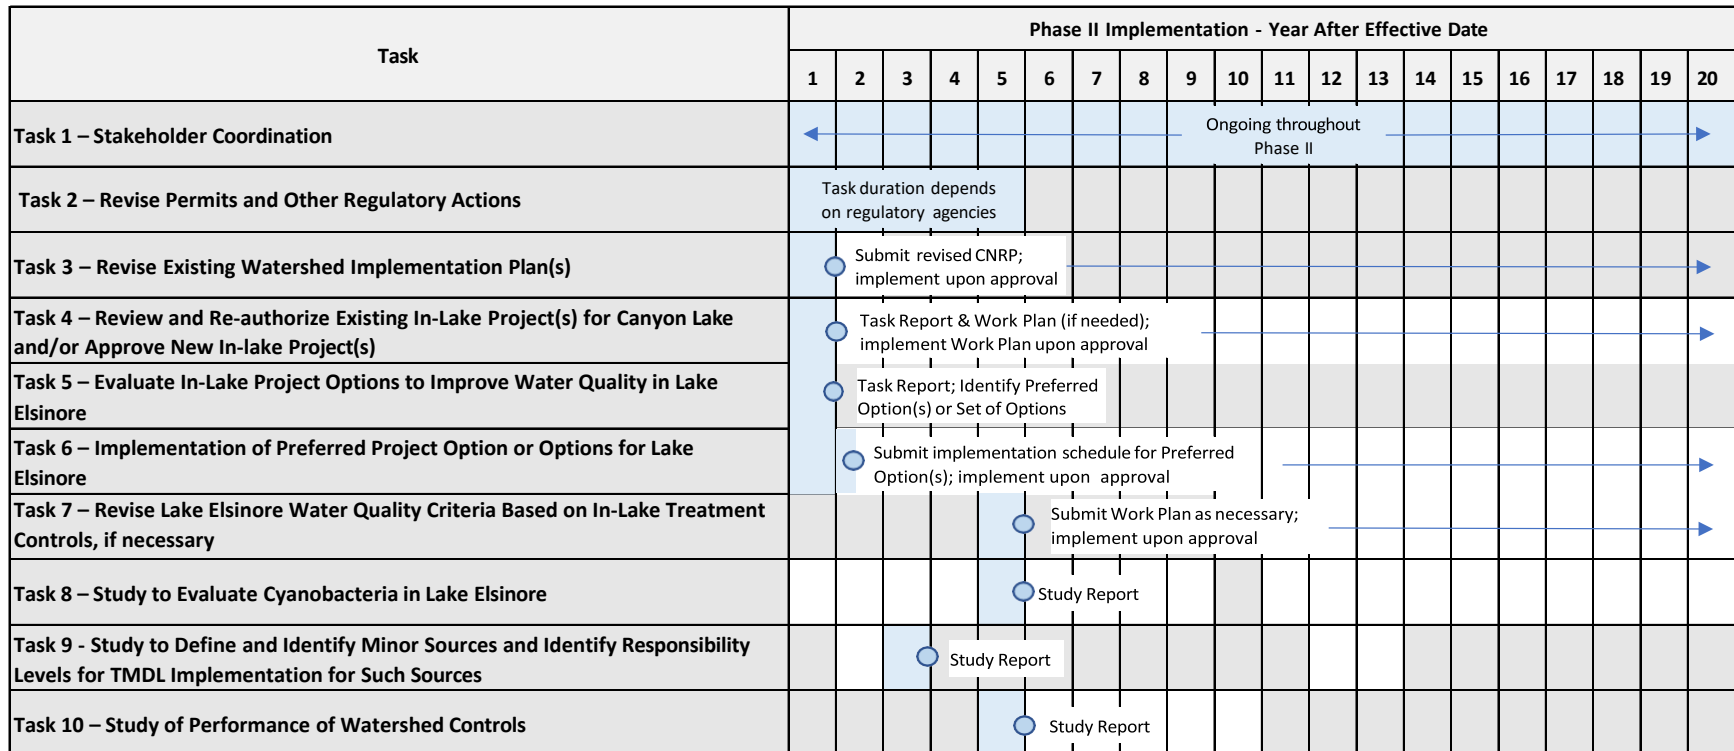 Task
Phase II Implementation - Year After Effective Date
1 2 3 4 5 6 7 8 9 10 11 12 13 14 15 16 17 18 19 20
Task 1 – Stakeholder Coordination
Ongoing throughout
Phase II
Task 2 – Revise Permits and Other Regulatory Actions
Task duration depends
on regulatory agencies
Task 3 – Revise Existing Watershed Implementation Plan(s)
Submit revised CNRP;
implement upon approval
Task 4 – Review and Re-authorize Existing In-Lake Project(s) for Canyon Lake
and/or Approve New In-lake Project(s)
Task Report & Work Plan (if needed);
implement Work Plan upon approval
Task 5 – Evaluate In-Lake Project Options to Improve Water Quality in Lake
Elsinore
Task Report; Identify Preferred
Option(s) or Set of Options
Task 6 – Implementation of Preferred Project Option or Options for Lake
Elsinore
Submit implementation schedule for Preferred
Option(s); implement upon approval
Task 7 – Revise Lake Elsinore Water Quality Criteria Based on In-Lake Treatment
Controls, if necessary
Submit Work Plan as necessary;
implement upon approval
Task 8 – Study to Evaluate Cyanobacteria in Lake Elsinore
Study Report
Task 9 - Study to Define and Identify Minor Sources and Identify Responsibility
Levels for TMDL Implementation for Such Sources
Study Report
Task 10 – Study of Performance of Watershed Controls
Study Report